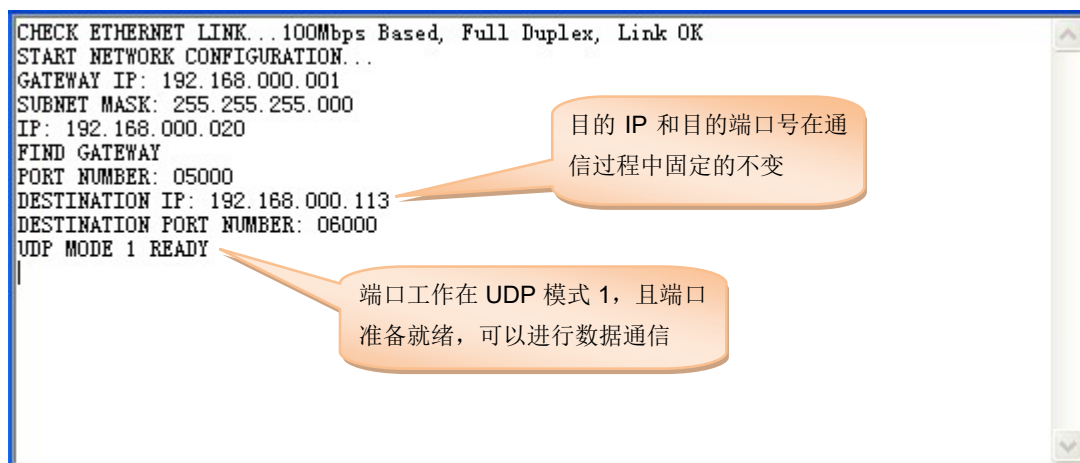 CHECK ETHERNET LINK...100Mbps Based, Full Duplex, Link OK
START NETWORK CONFIGURATION...
GATEWAY IP: 192.168.000.001
SUBNET MASK: 255.255.255.000
IP: 192.168.000.020
FIND GATEWAY
PORT NUMBER: 05000
DESTINATION IP: 192.168.000.113
DESTINATION PORT NUMBER: 06000
UDP MODE 1 READY
目的 IP 和目的端口号在通
信过程中固定的不变
端口工作在 UDP 模式 1，且端口
准备就绪，可以进行数据通信